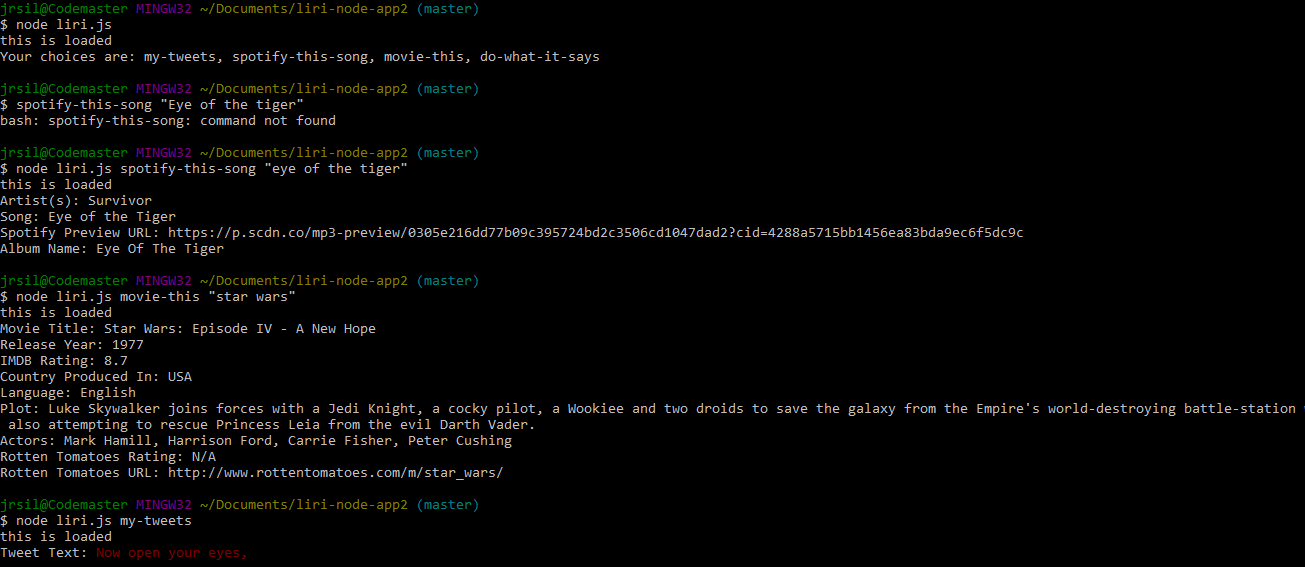 jrsil@Codemaster MINGW32 ~/Documents/liri-node-app2 (master)
$ node liri.js
this is loaded
Your choices are: my-tweets, spotify-this-song, movie-this, do-what-it-says
jrsil@Codemaster MINGW32 ~/Documents/liri-node-app2 (master)
$ spotify-this-song "Eye of the tiger"
bash: spotify-this-song: command not found
jrsil@Codemaster MINGW32 ~/Documents/liri-node-app2 (master)
$ node liri.js spotify-this-song "eye of the tiger"
this is loaded
Artist(s): Survivor
Song: Eye of the Tiger
Spotify Preview URL: https://p.scdn.co/mp3-preview/0305e216dd77b09c395724bd2c3506cd1047dad2?cid=4288a5715bb1456ea83bda9ec6f5dc9c
Album Name: Eye Of The Tiger
jrsil@Codemaster MINGW32 ~/Documents/liri-node-app2 (master)
$ node liri.js movie-this "star wars"
this is loaded
Movie Title: Star Wars: Episode IV - A New Hope
Release Year: 1977
IMDB Rating: 8.7
Country Produced In: USA
Language: English
Plot: Luke Skywalker joins forces with a Jedi Knight, a cocky pilot, a Wookiee and two droids to save the galaxy from the Empire's world-destroying battle-station
also attempting to rescue Princess Leia from the evil Darth Vader.
Actors: Mark Hamill, Harrison Ford, Carrie Fisher, Peter Cushing
Rotten Tomatoes Rating: N/A
Rotten Tomatoes URL: http://www.rottentomatoes.com/m/star_wars/
jrsil@Codemaster MINGW32 ~/Documents/liri-node-app2 (master)
$ node liri.js my-tweets
this is loaded
Tweet Text: Now open your eyes,